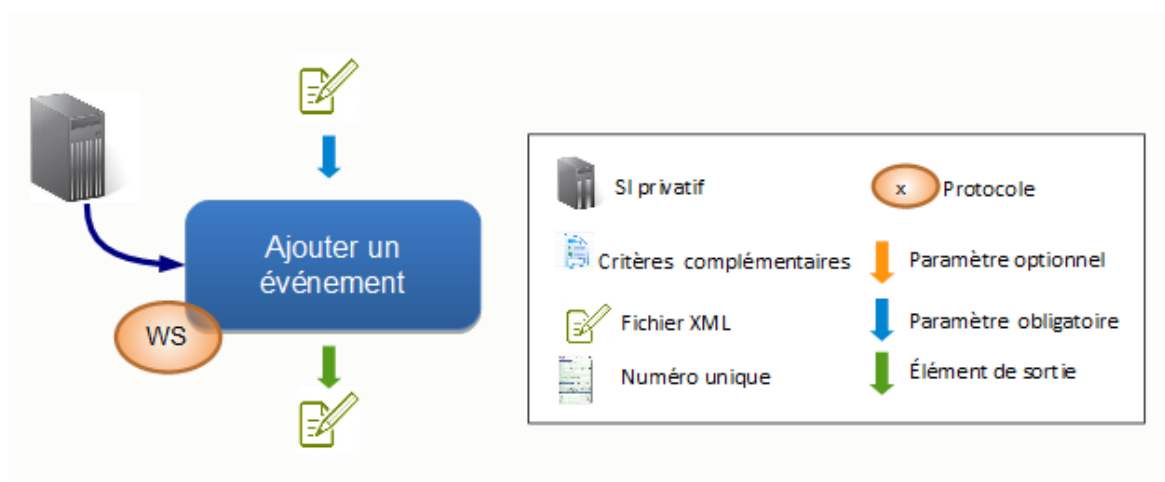 Ajouter un
événement
WS
SI privatif
x
Protocole
Critères complémentaires
Paramètre optionnel
Fichier XML
Paramètre obligatoire
Numéro unique
Élément de sortie